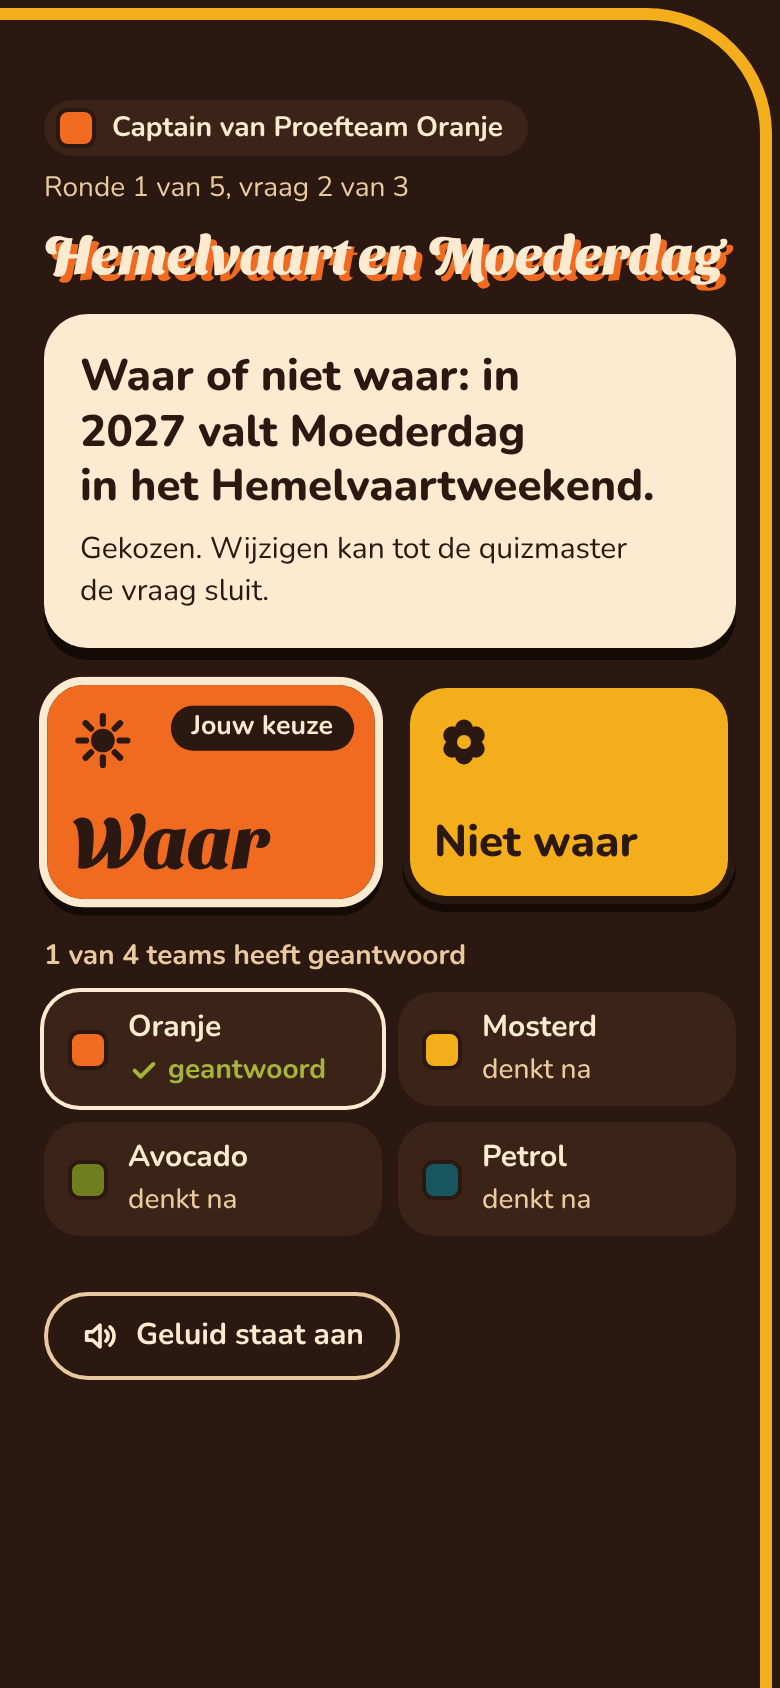 Captain van Proefteam Oranje
Ronde 1 van 5, vraag 2 van 3
Hemelvaart en Moederdag
Waar of niet waar: in
2027 valt Moederdag
in het Hemelvaartweekend.
Gekozen. Wijzigen kan tot de quizmaster
de vraag sluit.
Jouw keuze
Waar
Niet waar
1 van 4 teams heeft geantwoord
Oranje
geantwoord
Mosterd
denkt na
Avocado
denkt na
Petrol
denkt na
Geluid staat aan